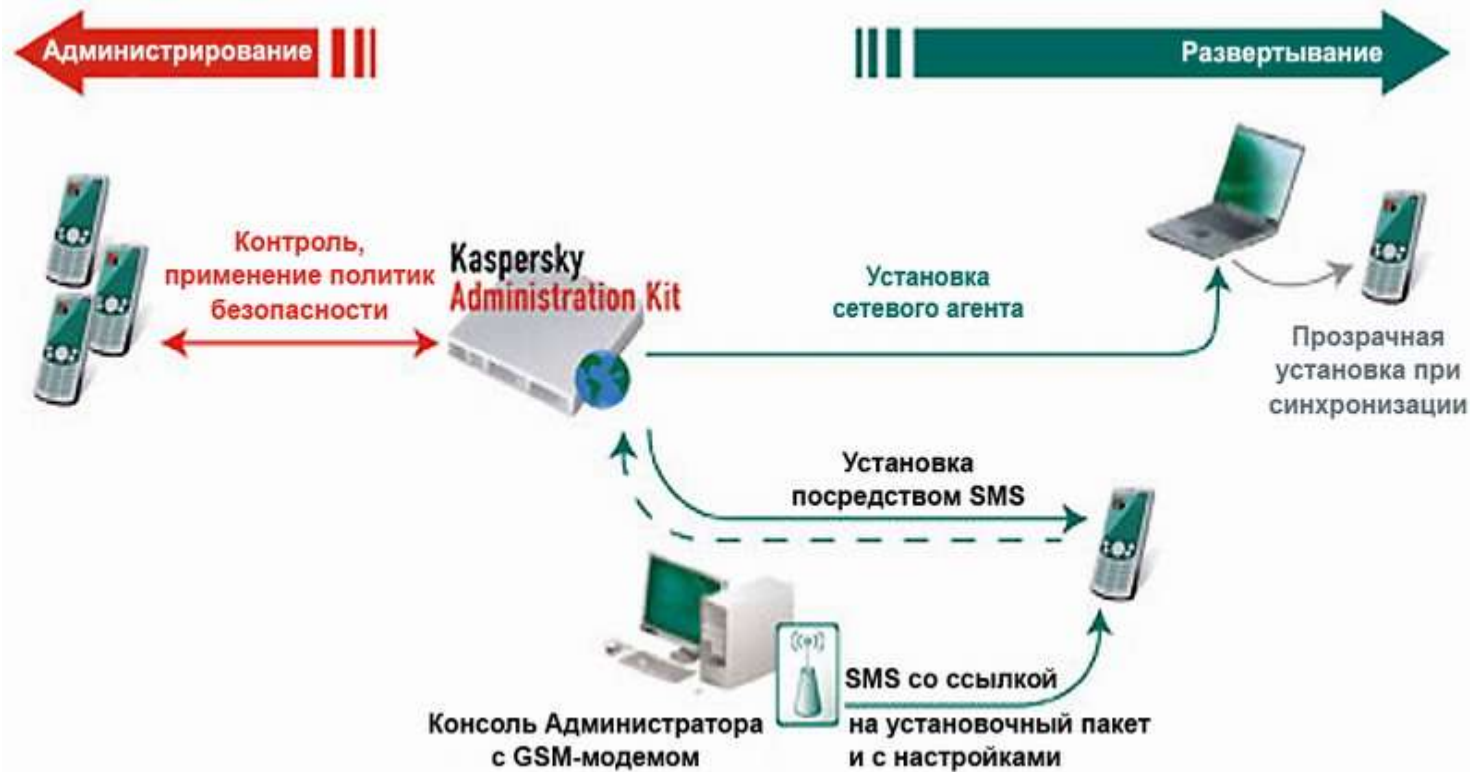 Администрирование
Развертывание
Контроль,
применение политик
безопасности
Kaspersky
Administration Kit
Установка
сетевого агента
Прозрачная
установка при
синхронизации
Установка
посредством SMS
SMS со ссылкой
на установочный пакет
и с настройками
Консоль Администратора
с GSM-модемом